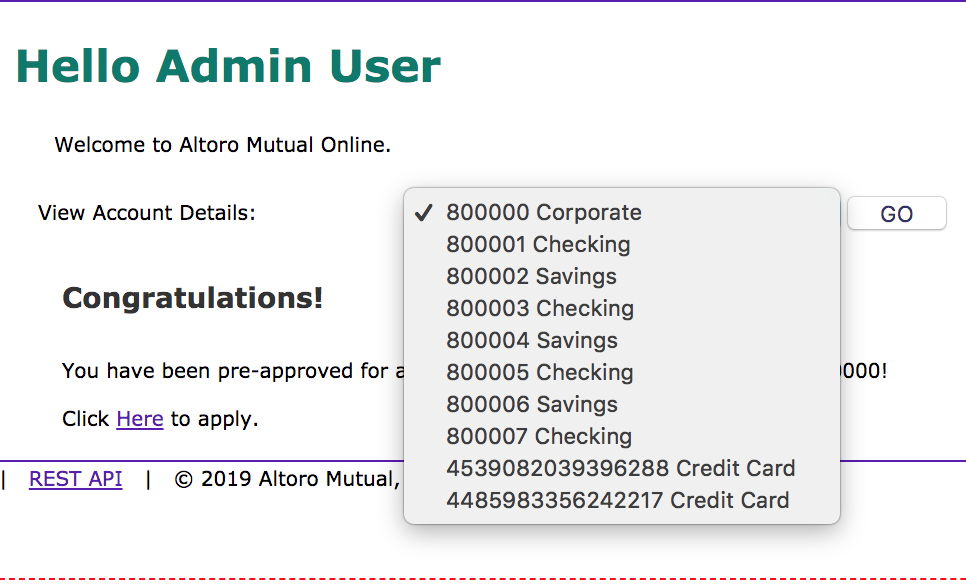 Hello Admin User
Welcome to Altoro Mutual Online.
View Account Details:
800000 Corporate
GO
800001 Checking
800002 Savings
800003 Checking
800004 Savings
800005 Checking
800006 Savings
800007 Checking
4539082039396288 Credit Card
4485983356242217 Credit Card
Congratulations!
You have been pre-approved for a 000!
Click Here to apply.
| REST API | © 2019 Altoro Mutual,